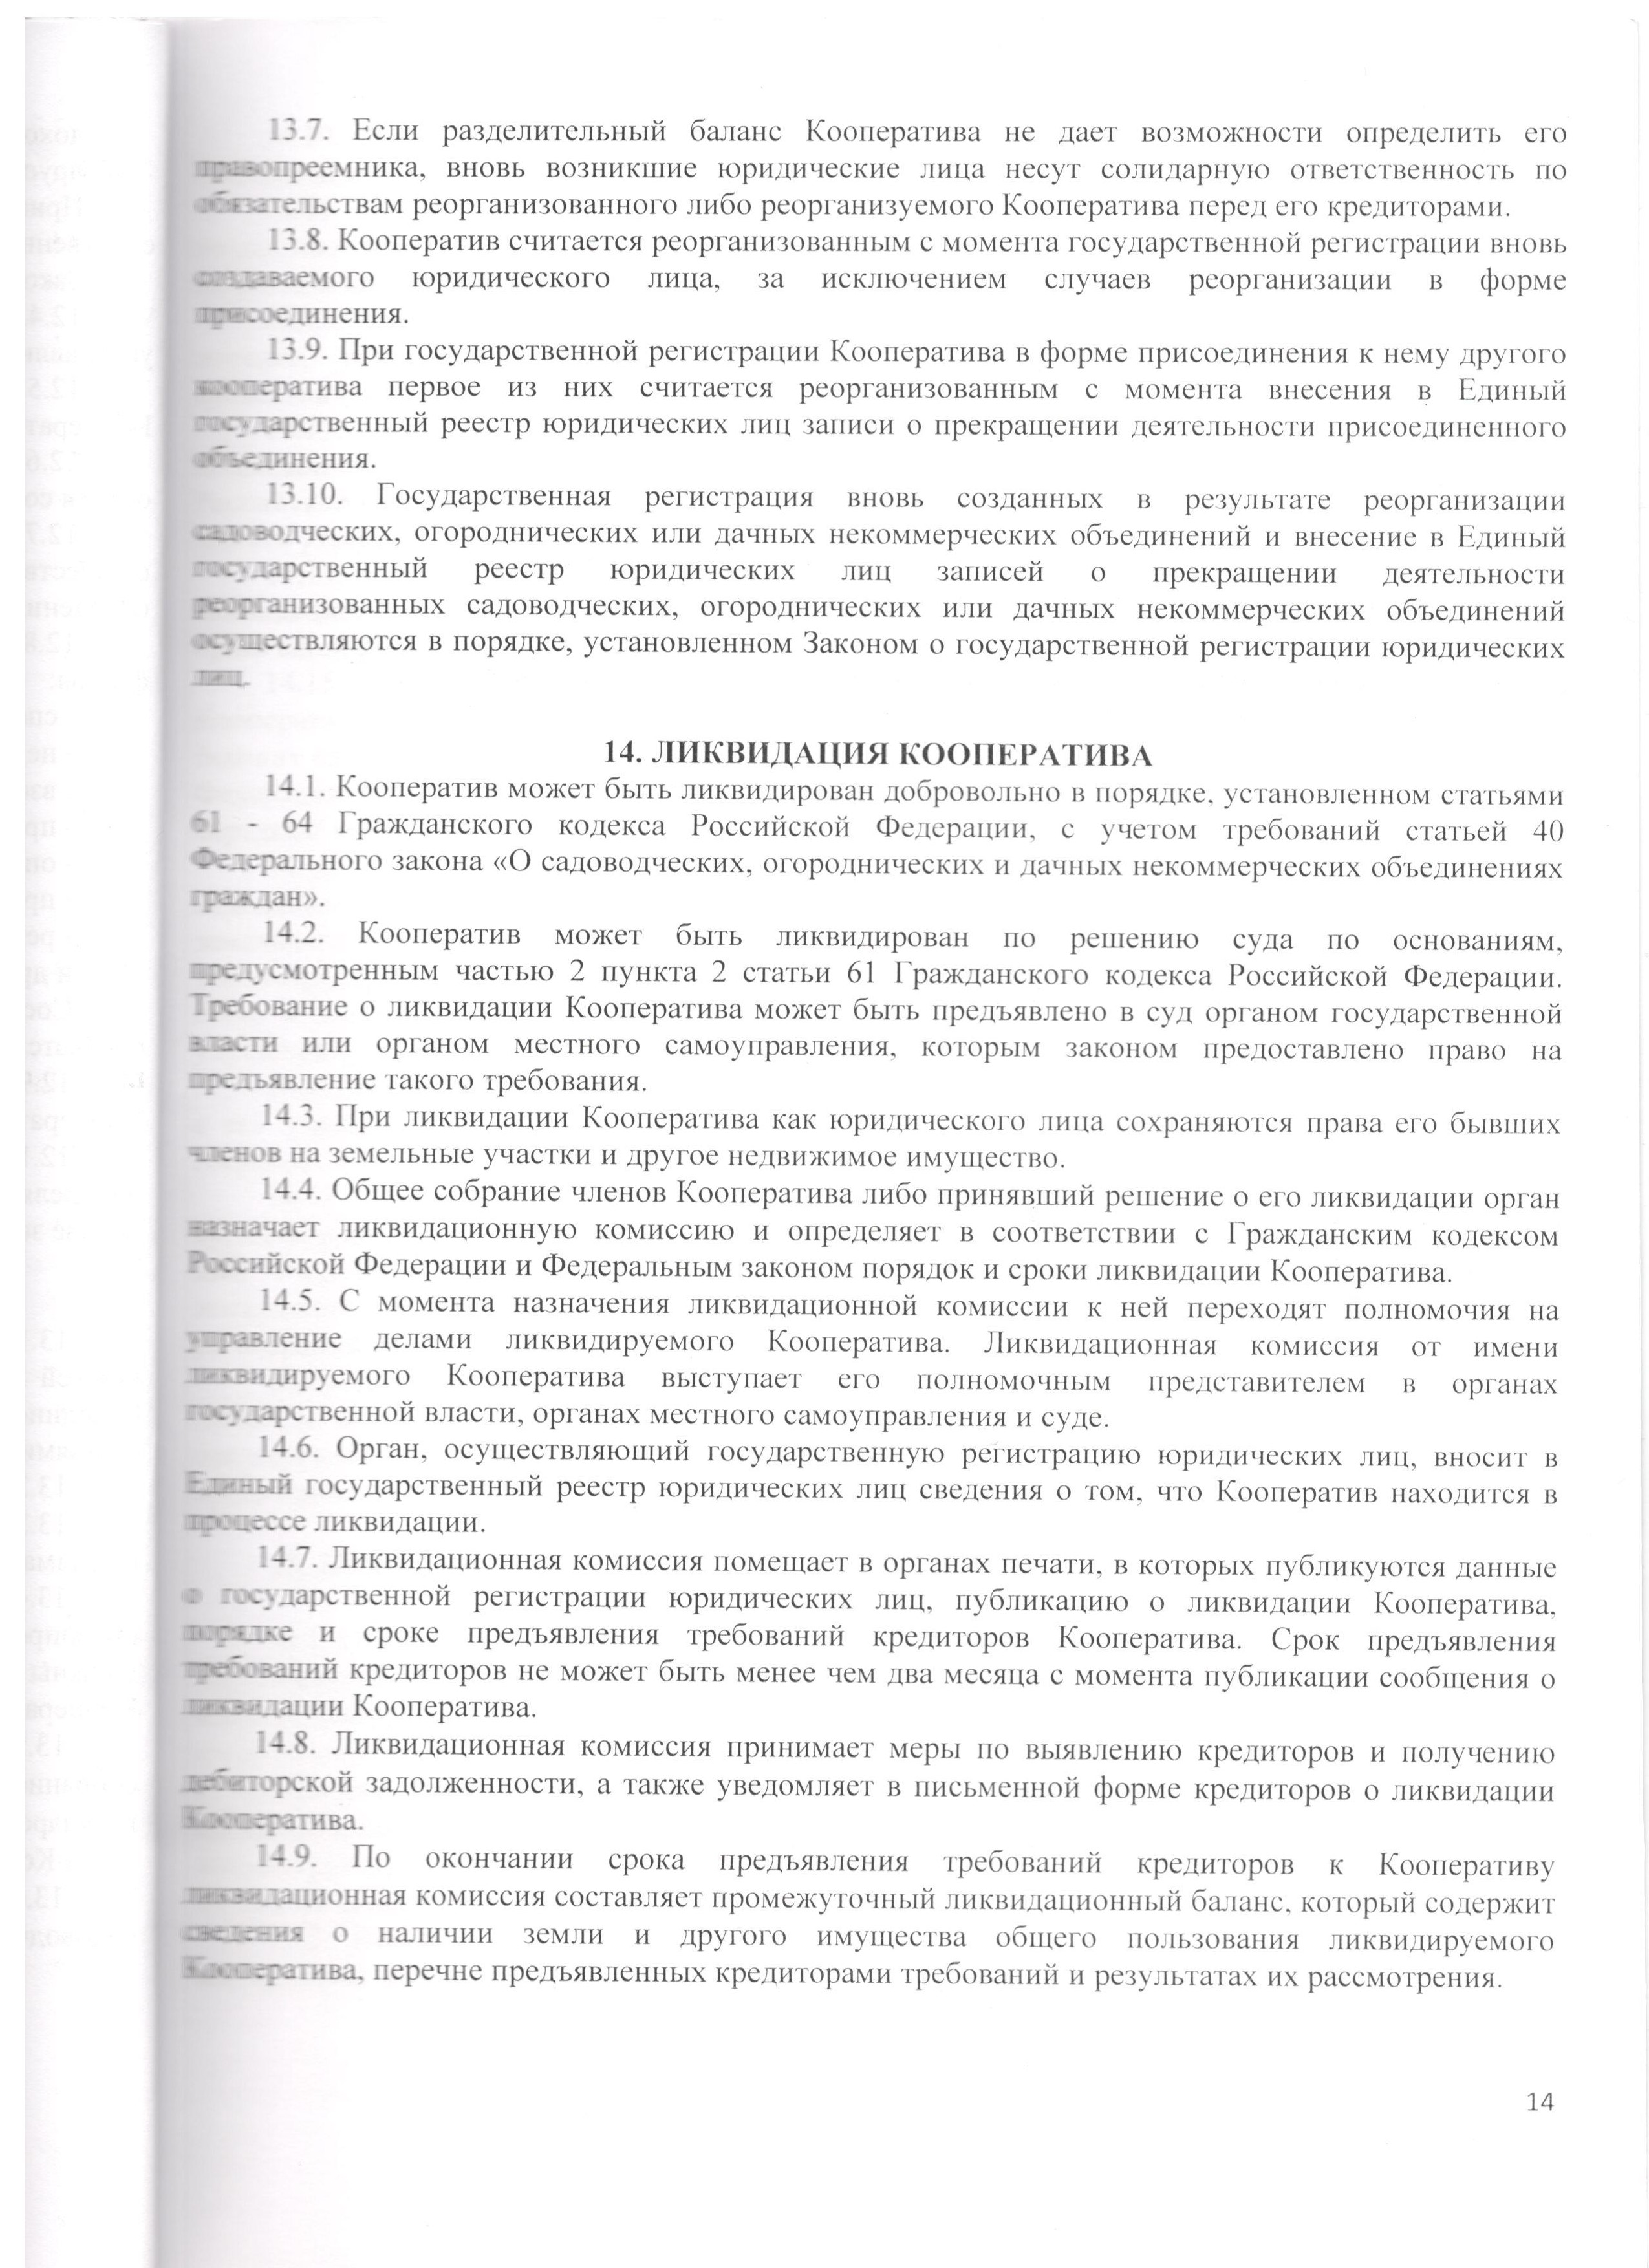 13.7. Если разделительный баланс Кооператива не дает возможности определить его
правопреемника, вновь возникшие юридические лица несут солидарную ответственность по
обязательствам реорганизованного либо реорганизуемого Кооператива перед его кредиторами.
13.8. Кооператив считается реорганизованным с момента государственной регистрации вновь
создаваемого юридического лица, за исключением случаев реорганизации в форме
присоединения.
13.9. При государственной регистрации Кооператива в форме присоединения к нему другого
кооператива первое из них считается реорганизованным с момента внесения в Единый
государственный реестр юридических лиц записи о прекращении деятельности присоединенного
объединения.
13.10. Государственная регистрация вновь созданных в результате реорганизации
садоводческих, огороднических или дачных некоммерческих объединений и внесение в Единый
государственный реестр юридических лиц записей о прекращении деятельности
реорганизованных садоводческих, огороднических или дачных некоммерческих объединений
осуществляются в порядке, установленном Законом о государственной регистрации юридических
лиц.
14. ЛИКВИДАЦИЯ КООПЕРАТИВА
14.1. Кооператив может быть ликвидирован добровольно в порядке, установленном статьями
61 - 64 Гражданского кодекса Российской Федерации, с учетом требований статьей 40
Федерального закона «О садоводческих, огороднических и дачных некоммерческих объединениях
граждан».
14.2. Кооператив может быть ликвидирован по решению суда по основаниям,
предусмотренным частью 2 пункта 2 статьи 61 Гражданского кодекса Российской Федерации.
Требование о ликвидации Кооператива может быть предъявлено в суд органом государственной
власти или органом местного самоуправления, которым законом предоставлено право на
предъявление такого требования.
14.3. При ликвидации Кооператива как юридического лица сохраняются права его бывших
членов на земельные участки и другое недвижимое имущество.
14.4. Общее собрание членов Кооператива либо принявший решение о его ликвидации орган
назначает ликвидационную комиссию и определяет в соответствии с Гражданским кодексом
Российской Федерации и Федеральным законом порядок и сроки ликвидации Кооператива.
14.5. С момента назначения ликвидационной комиссии к ней переходят полномочия на
управление делами ликвидируемого Кооператива. Ликвидационная комиссия от имени
ликвидируемого Кооператива выступает его полномочным представителем в органах
государственной власти, органах местного самоуправления и суде.
14.6. Орган, осуществляющий государственную регистрацию юридических лиц, вносит в
Единый государственный реестр юридических лиц сведения о том, что Кооператив находится в
процессе ликвидации.
14.7. Ликвидационная комиссия помещает в органах печати, в которых публикуются данные
о государственной регистрации юридических лиц, публикацию о ликвидации Кооператива,
порядке и сроке предъявления требований кредиторов Кооператива. Срок предъявления
требований кредиторов не может быть менее чем два месяца с момента публикации сообщения о
ликвидации Кооператива.
14.8. Ликвидационная комиссия принимает меры по выявлению кредиторов и получению
дебиторской задолженности, а также уведомляет в письменной форме кредиторов о ликвидации
Кооператива.
14.9. По окончании срока предъявления требований кредиторов к Кооперативу
ликвидационная комиссия составляет промежуточный ликвидационный баланс, который содержит
сведения о наличии земли и другого имущества общего пользования ликвидируемого
Кооператива, перечне предъявленных кредиторами требований и результатах их рассмотрения.
14